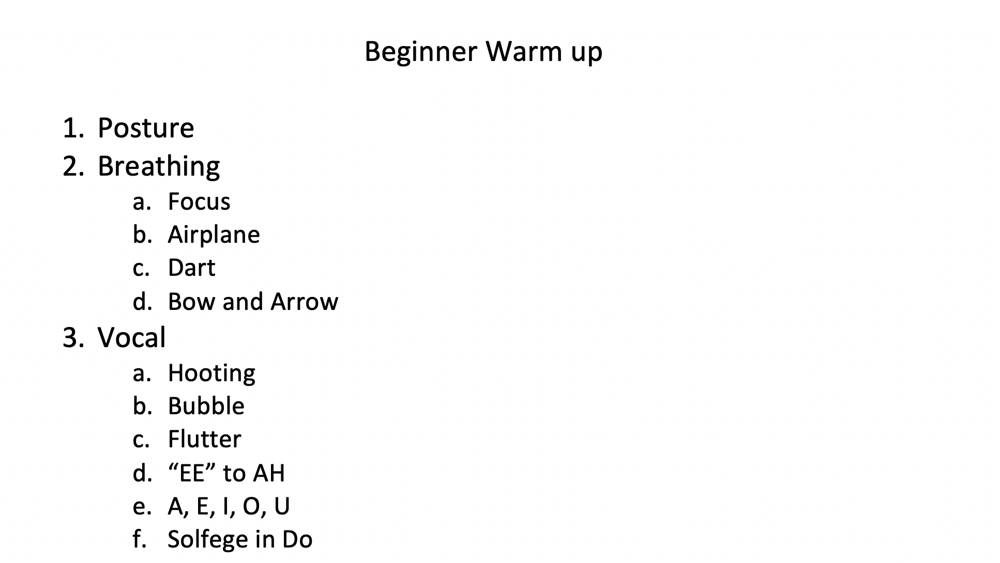 Beginner Warm up
1. Posture
2. Breathing
a. Focus
b. Airplane
c. Dart
d. Bow and Arrow
3. Vocal
a. Hooting
b. Bubble
c. Flutter
d. “EE” to AH
e. A, E, I, O, U
f. Solfege in Do